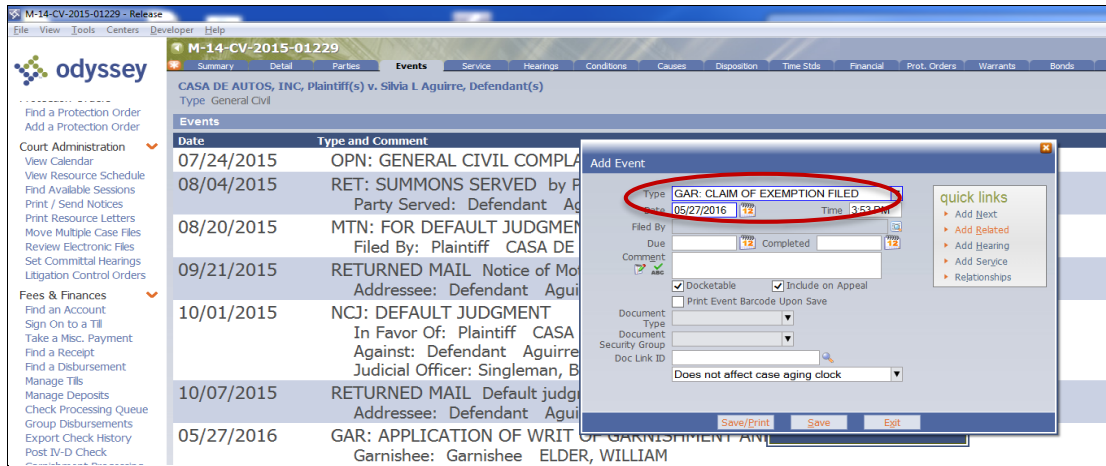 M-14-CV-2015-01229 - Release
File View Tools Centers Developer Help
odyssey
M-14-CV-2015-01229
Summary Detail Parties Events Service Hearings Conditions Causes Disposition Time Stds Financial Prot. Orders Warrants Bonds
CASA DE AUTOS, INC, Plaintiff(s) v. Silvia L Aguirre, Defendant(s)
Type General Civil
Events
Find a Protection Order
Add a Protection Order
Court Administration
View Calendar
View Resource Schedule
Find Available Sessions
Print / Send Notices
Print Resource Letters
Move Multiple Case Files
Review Electronic Files
Set Committal Hearings
Litigation Control Orders
Fees & Finances
Find an Account
Sign On to a Till
Take a Misc. Payment
Find a Receipt
Find a Disbursement
Manage Tills
Manage Deposits
Check Processing Queue
Group Disbursements
Export Check History
Post IV-D Check
Garnishment Processing
Date Type and Comment
07/24/2015 OPN: GENERAL CIVIL COMPLA
08/04/2015 RET: SUMMONS SERVED by P
Party Served: Defendant Ag
08/20/2015 MTN: FOR DEFAULT JUDGMEN
Filed By: Plaintiff CASA DE
09/21/2015 RETURNED MAIL Notice of Mot
Addressee: Defendant Agui
10/01/2015 NCJ: DEFAULT JUDGMENT
In Favor Of: Plaintiff CASA
Against: Defendant Aguirre
Judicial Officer: Singleman, B
10/07/2015 RETURNED MAIL Default judg
Addressee: Defendant Agui
05/27/2016 GAR: APPLICATION OF WRIT OF GARNISHMENT AN
Garnishee: Garnishee ELDER, WILLIAM
Add Event
Type GAR: CLAIM OF EXEMPTION FILED
Date 05/27/2016 12 Time 3:53 PM
Filed By
Due 12 Completed 12
Comment
ABC
Docketable Include on Appeal
Print Event Barcode Upon Save
Document
Type
Document
Security Group
Doc Link ID
Does not affect case aging clock
Save/Print Save Exit
quick links
Add Next
Add Related
Add Hearing
Add Service
Relationships